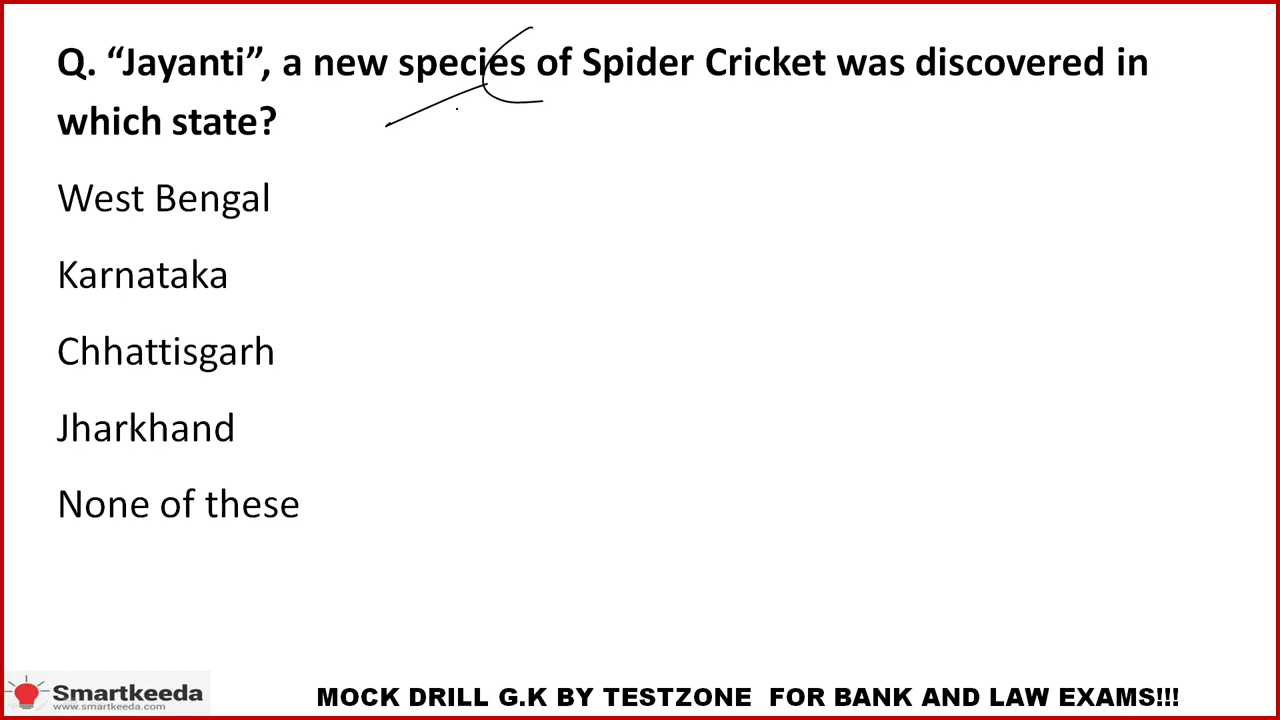 Q. “Jayanti”, a new species of Spider Cricket was discovered in
which state?
West Bengal
Karnataka
Chhattisgarh
Jharkhand
None of these
Smartkeeda
www.smartkeeda.com
MOCK DRILL G.K BY TESTZONE FOR BANK AND LAW EXAMS!!!